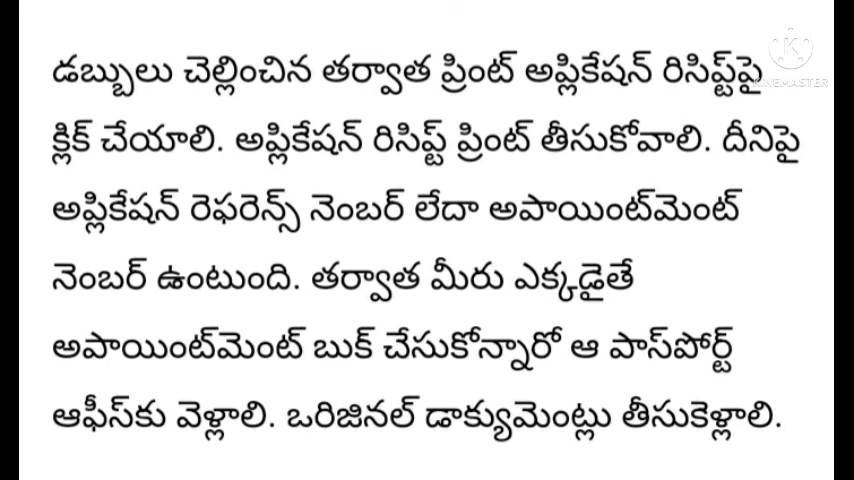 డబ్బులు చెల్లించిన తర్వాత ప్రింట్ అప్లికేషన్ రిసిప్ట్‌పై
క్లిక్ చేయాలి. అప్లికేషన్ రిసిప్ట్ ప్రింట్ తీసుకోవాలి. దీనిపై
అప్లికేషన్ రెఫరెన్స్ నెంబర్ లేదా అపాయింట్‌మెంట్
నెంబర్ ఉంటుంది. తర్వాత మీరు ఎక్కడైతే
అపాయింట్‌మెంట్ బుక్ చేసుకోన్నారో ఆ పాస్‌పోర్ట్
ఆఫీస్‌కు వెళ్లాలి. ఒరిజినల్ డాక్యుమెంట్లు తీసుకెళ్లాలి.
KINEMASTER